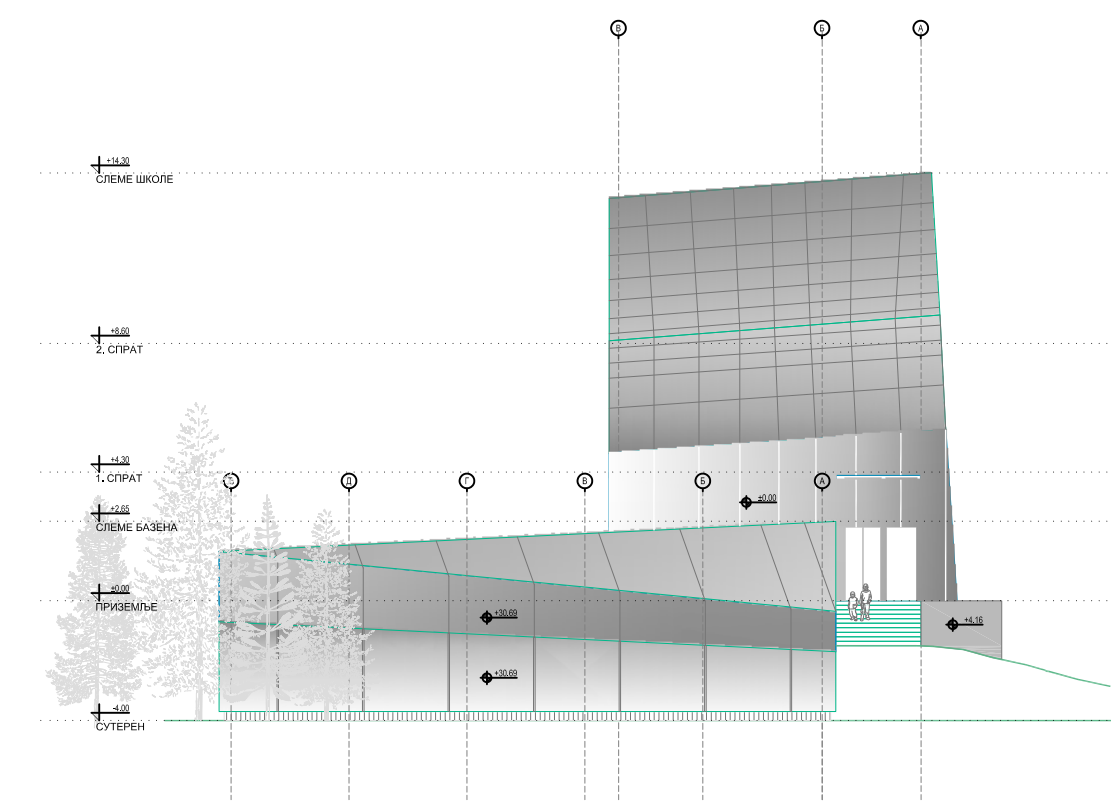 В
Б
А
+14,30
СЛЕМЕ ШКОЛЕ
+8,60
2. СПРАТ
+4,30
1. СПРАТ
Д
Г
В
Б
А
±0,00
+2,65
СЛЕМЕ БАЗЕНА
±0,00
ПРИЗЕМЉЕ
+30,69
+4,16
+30,69
-4,00
СУТЕРЕН